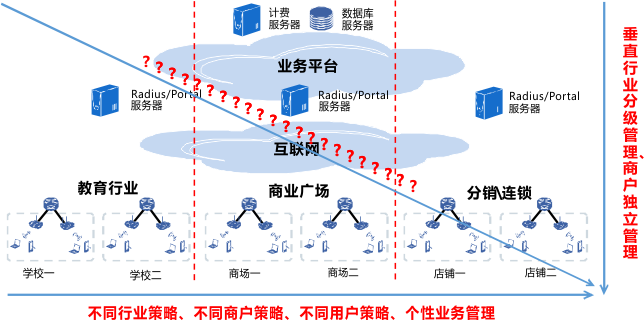 计费
服务器
数据库
服务器
业务平台
Radius/Portal
服务器
Radius/Portal
服务器
Radius/Portal
服务器
? ? ? ? ? ? ? ? ? ? ? ? ? ? ? ? ? ? ? ? ? ? ?
互联网
教育行业
商业广场
分销\连锁
学校一
学校二
商场一
商场二
店铺一
店铺二
不同行业策略、不同商户策略、不同用户策略、个性业务管理
垂直行业分级管理、商户独立管理